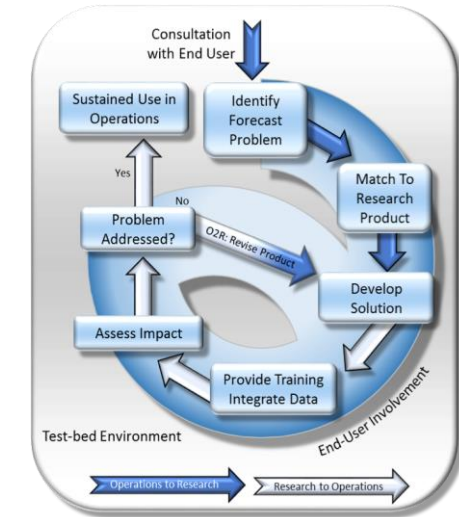 Consultation
with End User
Sustained Use in
Operations
Identify
Forecast
Problem
Yes
Match To
Research
Product
No
Problem
Addressed?
O2R: Revise Product
Develop
Solution
Assess Impact
Provide Training
Integrate Data
End-User Involvement
Test-bed Environment
Operations to Research
Research to Operations